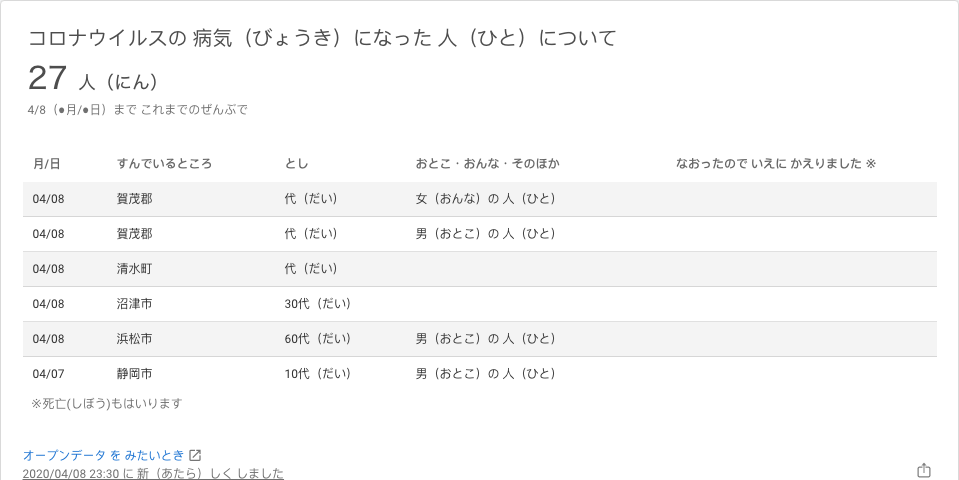 コロナウイルスの 病気（びょうき）になった 人（ひと）について
27 人（にん）
4/8（●月/●日）まで これまでのぜんぶで
月/日 すんでいるところ とし おとこ・おんな・そのほか なおったので いえに かえりました ※
04/08 賀茂郡 代（だい） 女（おんな）の 人（ひと）
04/08 賀茂郡 代（だい） 男（おとこ）の 人（ひと）
04/08 清水町 代（だい）
04/08 沼津市 30代（だい）
04/08 浜松市 60代（だい） 男（おとこ）の 人（ひと）
04/07 静岡市 10代（だい） 男（おとこ）の 人（ひと）
※死亡(しぼう)もはいります
オープンデータ を みたいとき
2020/04/08 23:30 に 新（あたら）しく しました